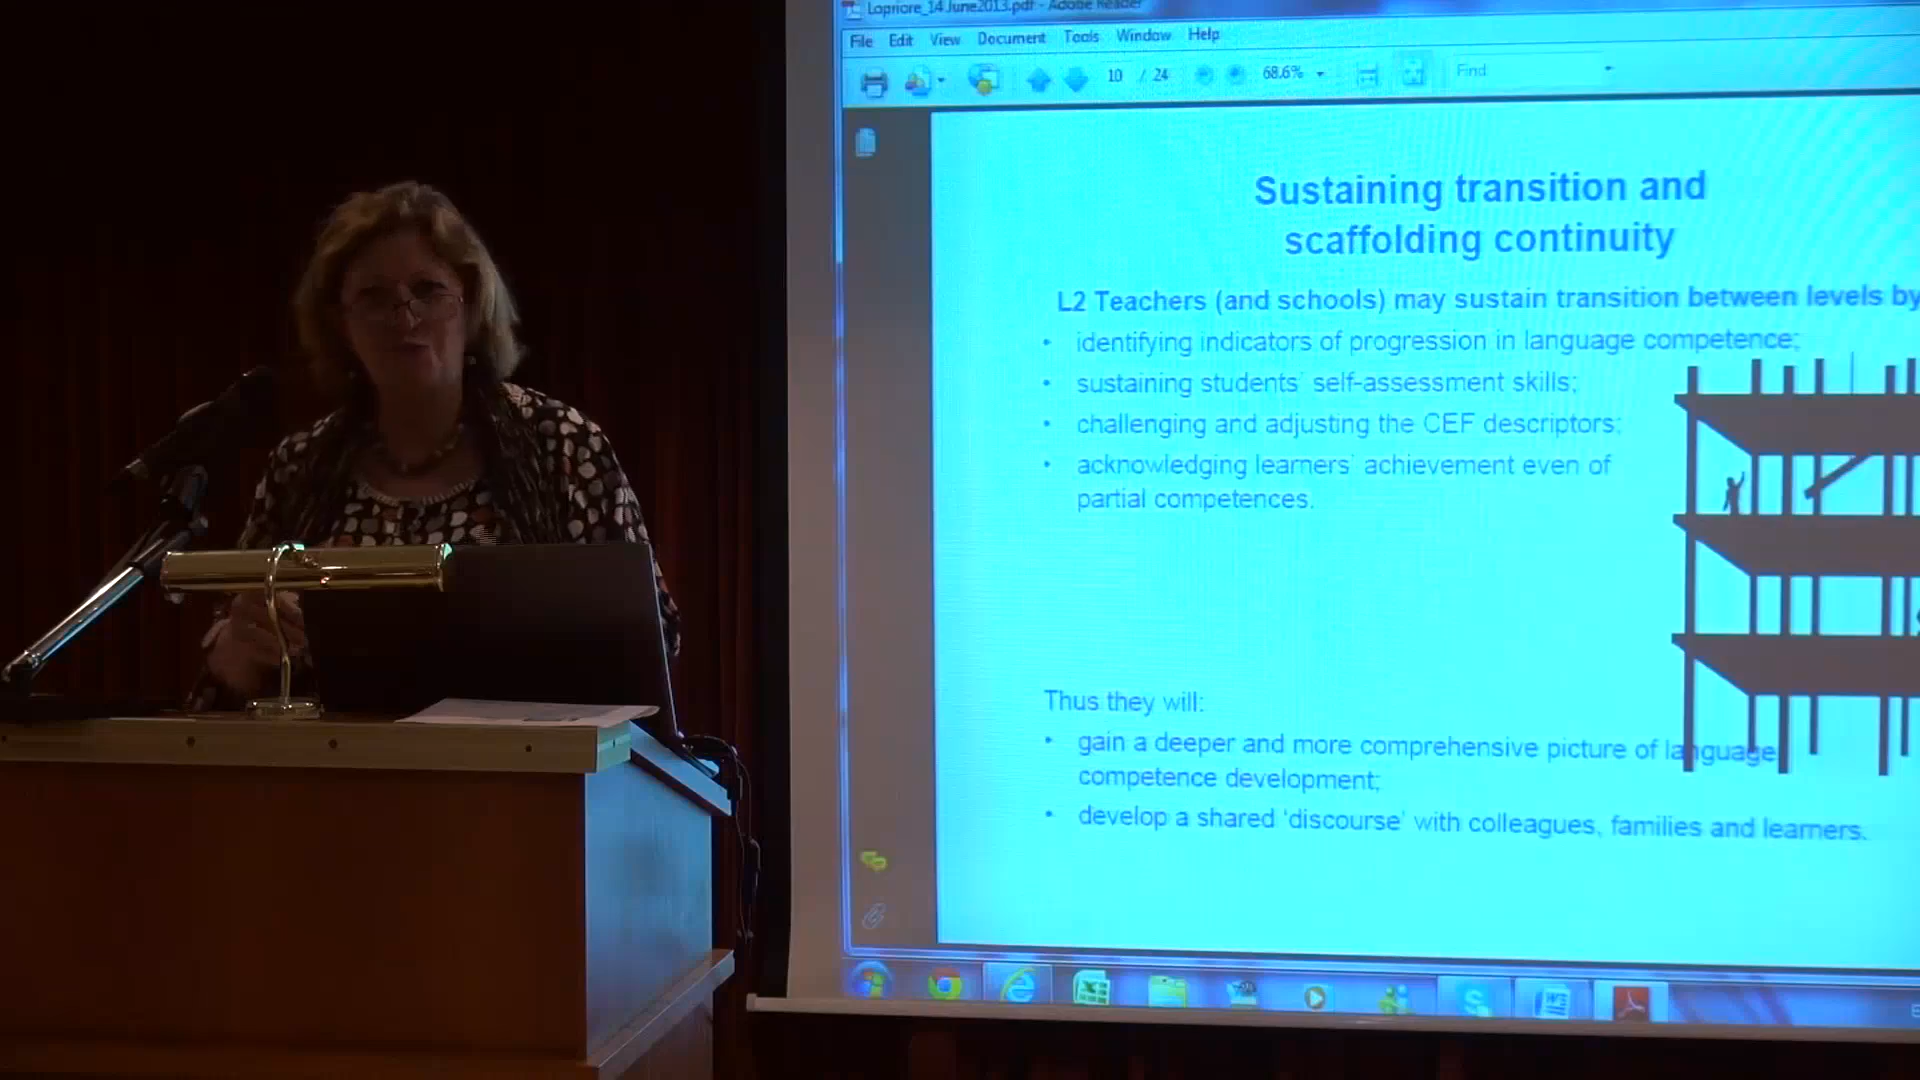 Lopriore_14 June2013.pdf - Adobe Reader
File Edit View Document Tools Window Help
10 / 24 68.6% Find
Sustaining transition and
scaffolding continuity
L2 Teachers (and schools) may sustain transition between levels by
• identifying indicators of progression in language competence;
• sustaining students' self-assessment skills;
• challenging and adjusting the CEF descriptors;
• acknowledging learners' achievement even of
partial competences.
Thus they will:
• gain a deeper and more comprehensive picture of language
competence development;
• develop a shared 'discourse' with colleagues, families and learners.